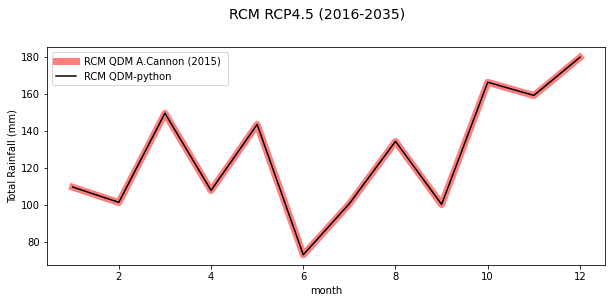 RCM RCP4.5 (2016-2035)
RCM QDM A.Cannon (2015)
RCM QDM-python
Total Rainfall (mm)
180
160
140
120
100
80
2 4 6 8 10 12
month